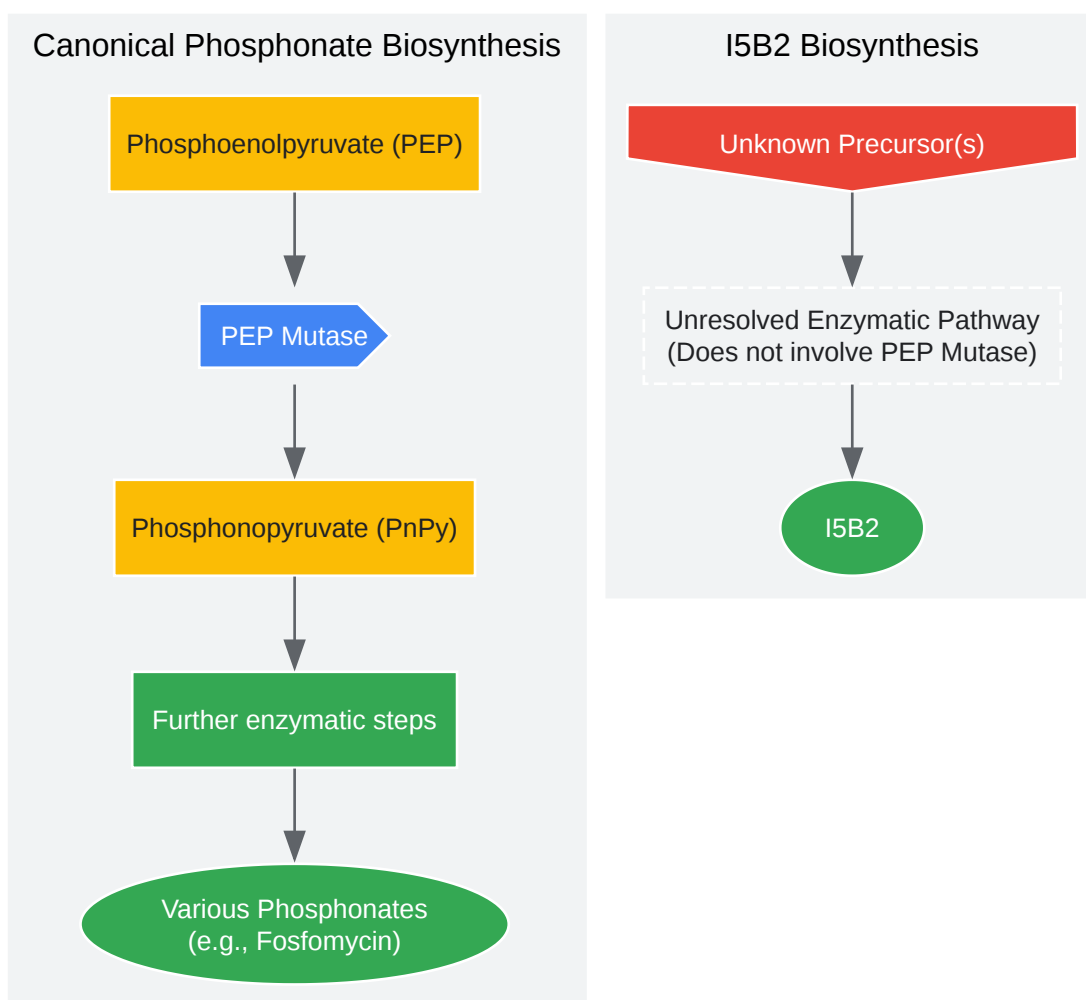 Canonical Phosphonate Biosynthesis
Phosphoenolpyruvate (PEP)
PEP Mutase
Phosphonopyruvate (PnPy)
Further enzymatic steps
Various Phosphonates
(e.g., Fosfomycin)
I5B2 Biosynthesis
Unknown Precursor(s)
Unresolved Enzymatic Pathway
(Does not involve PEP Mutase)
I5B2